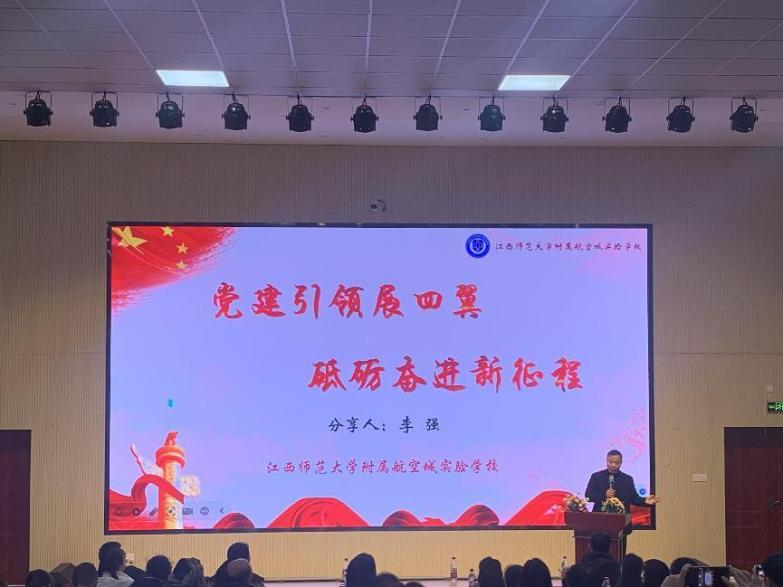 江西师范大学附属航空城实验学校
党建引领展四翼
砥砺奋进新征程
分享人：李强
江西师范大学附属航空城实验学校